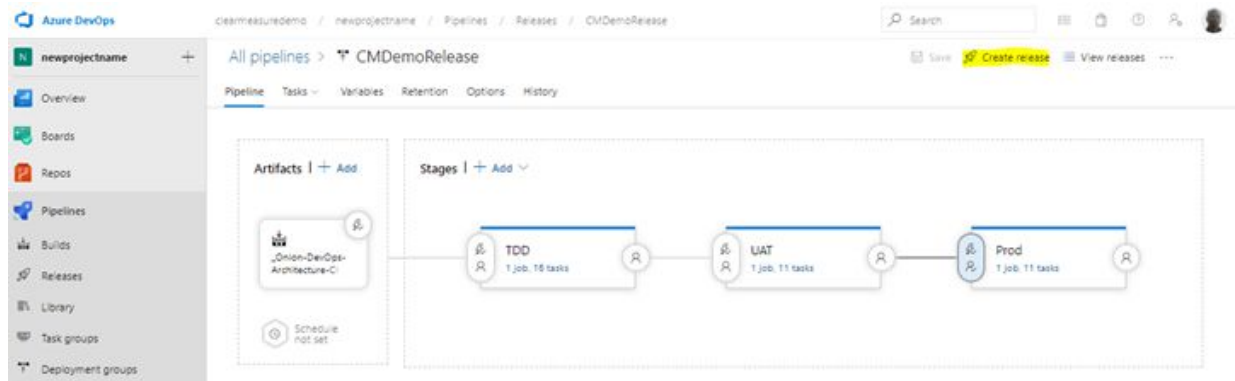 Azure DevOps
clearmeasuredemo / newprojectname / Pipelines / Releases / CMDemoRelease
Search
N newprojectname +
All pipelines > CMDemoRelease
Save Create release View releases ...
Overview
Pipeline Tasks Variables Retention Options History
Boards
Repos
Artifacts | + Add
Stages | + Add
Pipelines
Builds
Releases
Library
Task groups
Deployment groups
_Onion-DevOps-
Architecture-C
Schedule
not set
TDD
1 job, 16 tasks
UAT
1 job, 11 tasks
Prod
1 job, 11 tasks